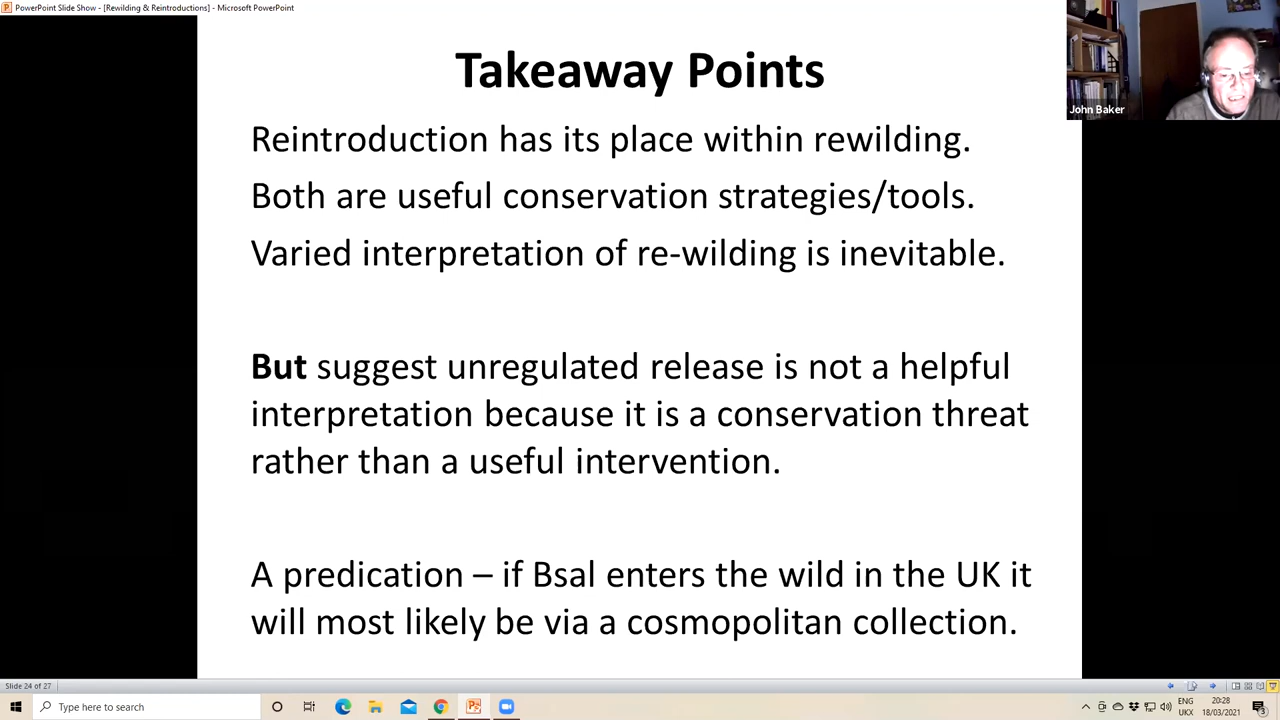 PowerPoint Slide Show - [Rewilding & Reintroductions] - Microsoft PowerPoint
Takeaway Points
John Baker
Reintroduction has its place within rewilding.
Both are useful conservation strategies/tools.
Varied interpretation of re-wilding is inevitable.
But suggest unregulated release is not a helpful
interpretation because it is a conservation threat
rather than a useful intervention.
A predication – if Bsal enters the wild in the UK it
will most likely be via a cosmopolitan collection.
Slide 24 of 27
Type here to search
ENG
UKX
20:28
18/03/2021
3